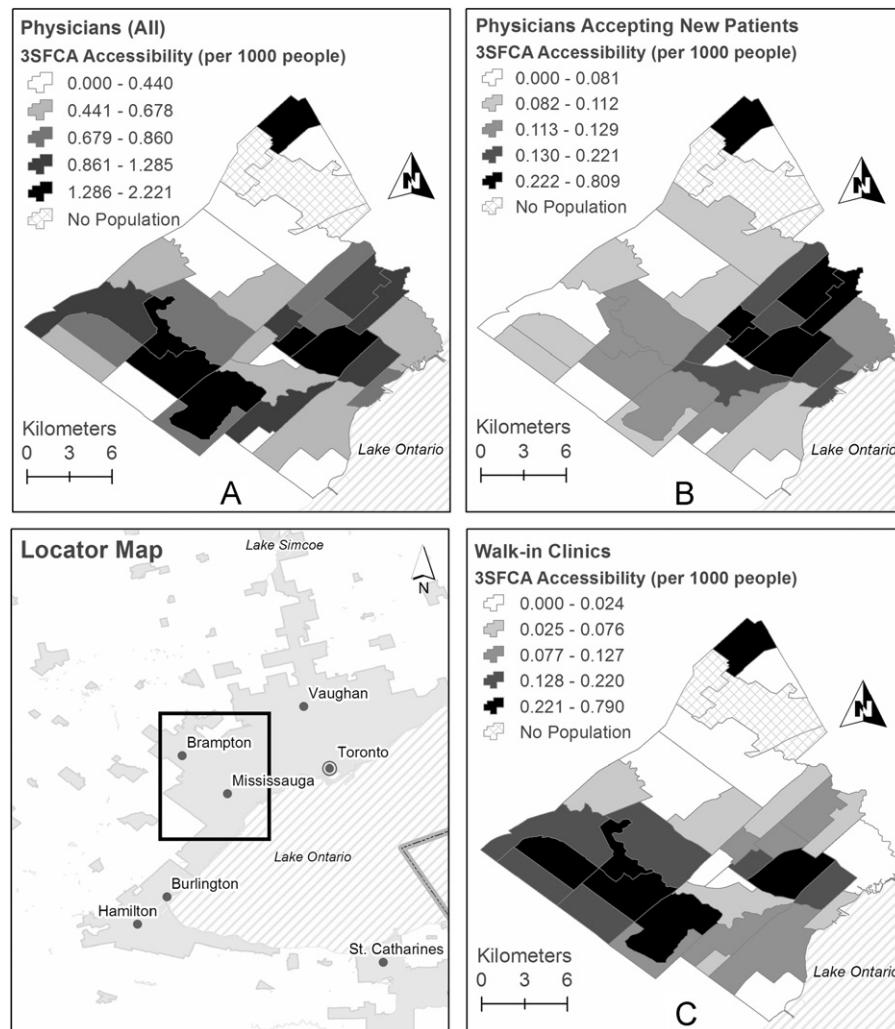 Physicians (All)
3SFCA Accessibility (per 1000 people)
0.000 - 0.440
0.441 - 0.678
0.679 - 0.860
0.861 - 1.285
1.286 - 2.221
No Population
N
Kilometers
0 3 6
Lake Ontario
A
Physicians Accepting New Patients
3SFCA Accessibility (per 1000 people)
0.000 - 0.081
0.082 - 0.112
0.113 - 0.129
0.130 - 0.221
0.222 - 0.809
No Population
N
Kilometers
0 3 6
Lake Ontario
B
Locator Map
Lake Simcoe
N
Vaughan
Brampton
Toronto
Mississauga
Lake Ontario
Burlington
Hamilton
St. Catharines
Walk-in Clinics
3SFCA Accessibility (per 1000 people)
0.000 - 0.024
0.025 - 0.076
0.077 - 0.127
0.128 - 0.220
0.221 - 0.790
No Population
N
Kilometers
0 3 6
Lake Ontario
C